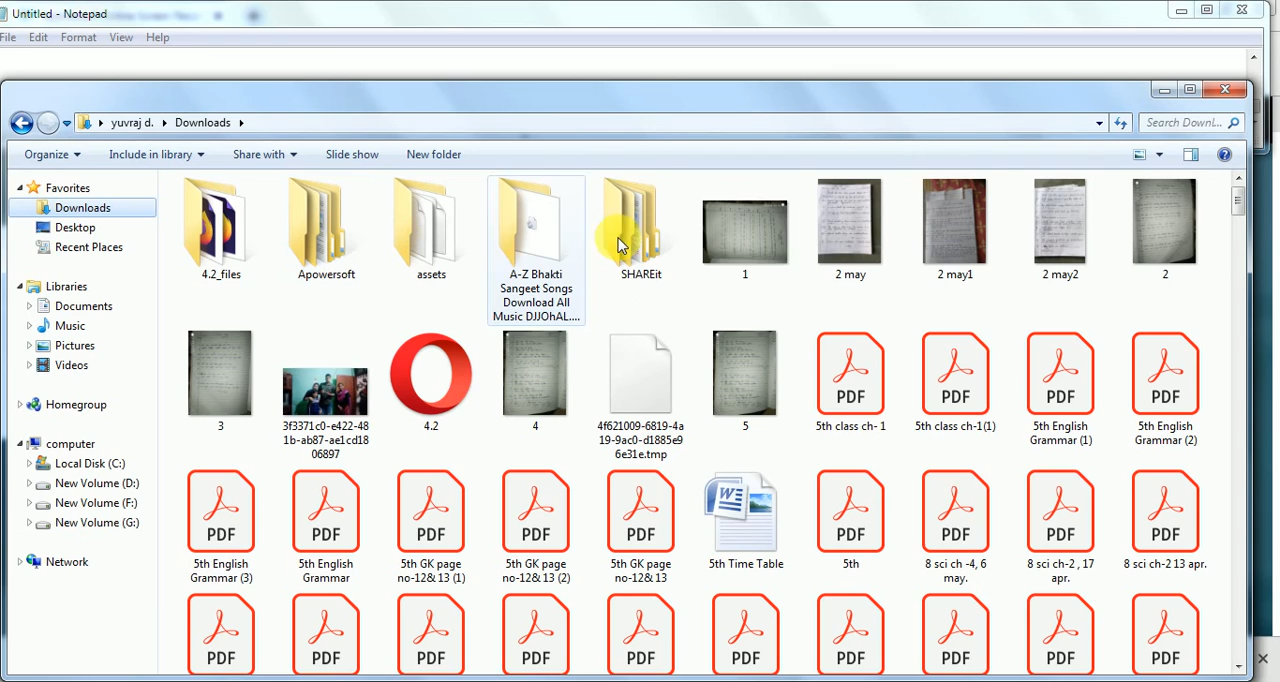 Untitled - Notepad
File Edit Format View Help
yuvraj d. Downloads
Search Downl...
Organize Include in library Share with Slide show New folder
Favorites
Downloads
Desktop
Recent Places
Libraries
Documents
Music
Pictures
Videos
Homegroup
computer
Local Disk (C:)
New Volume (D:)
New Volume (F:)
New Volume (G:)
Network
4.2_files
Apowersoft
assets
A-Z Bhakti
Sangeet Songs
Download All
Music DJJOhAL....
SHAREit
1
2 may
2 may1
2 may2
2
3
3f3371c0-e422-48
1b-ab87-ae1cd18
06897
4.2
4
4f621009-6819-4a
19-9ac0-d1885e9
6e31e.tmp
5
PDF
5th class ch- 1
PDF
5th class ch-1(1)
PDF
5th English
Grammar (1)
PDF
5th English
Grammar (2)
PDF
5th English
Grammar (3)
PDF
5th English
Grammar
PDF
5th GK page
no-12& 13 (1)
PDF
5th GK page
no-12& 13 (2)
PDF
5th GK page
no-12& 13
W
5th Time Table
PDF
5th
PDF
8 sci ch -4, 6
may.
PDF
8 sci ch-2 , 17
apr.
PDF
8 sci ch-2 13 apr.
PDF PDF PDF PDF PDF PDF PDF PDF PDF PDF